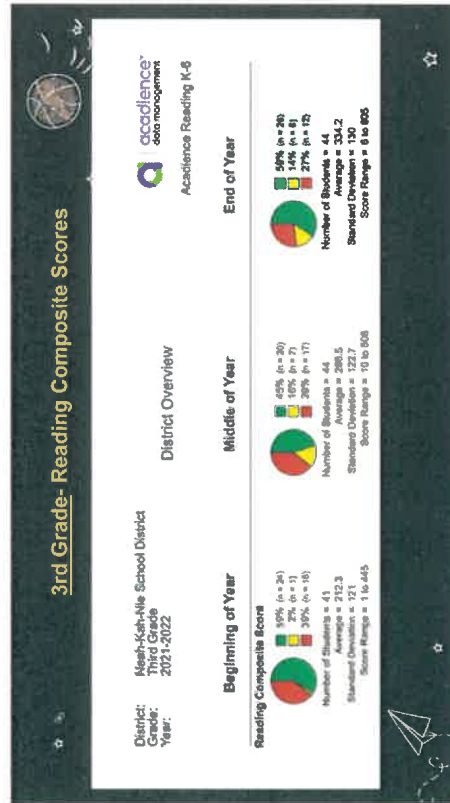 3rd Grade- Reading Composite Scores
District: Neah-Kah-Nie School District
Grade: Third Grade
Year: 2021-2022
acadience
data management
Acadience Reading K-6
District Overview
Beginning of Year
Middle of Year
End of Year
Reading Composite Score
59% (n = 24)
2% (n = 1)
39% (n = 16)
Number of Students = 41
Average = 212.3
Standard Deviation = 121
Score Range = 1 to 445
45% (n = 20)
16% (n = 7)
39% (n = 17)
Number of Students = 44
Average = 286.5
Standard Deviation = 122.7
Score Range = 10 to 508
59% (n = 26)
14% (n = 6)
27% (n = 12)
Number of Students = 44
Average = 334.2
Standard Deviation = 130
Score Range = 6 to 605